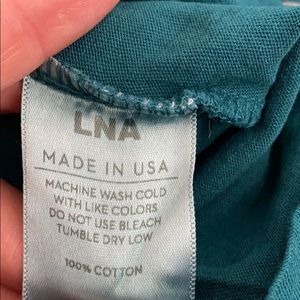 LNA
MADE IN USA
MACHINE WASH COLD
WITH LIKE COLORS
DO NOT USE BLEACH
TUMBLE DRY LOW
100% COTTON